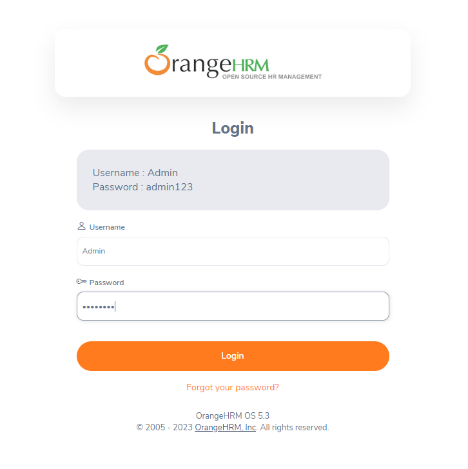 OrangeHRM
OPEN SOURCE HR MANAGEMENT
Login
Username : Admin
Password : admin123
Username
Admin
Password
••••••••
Login
Forgot your password?
OrangeHRM OS 5.3
© 2005 - 2023 OrangeHRM, Inc. All rights reserved.